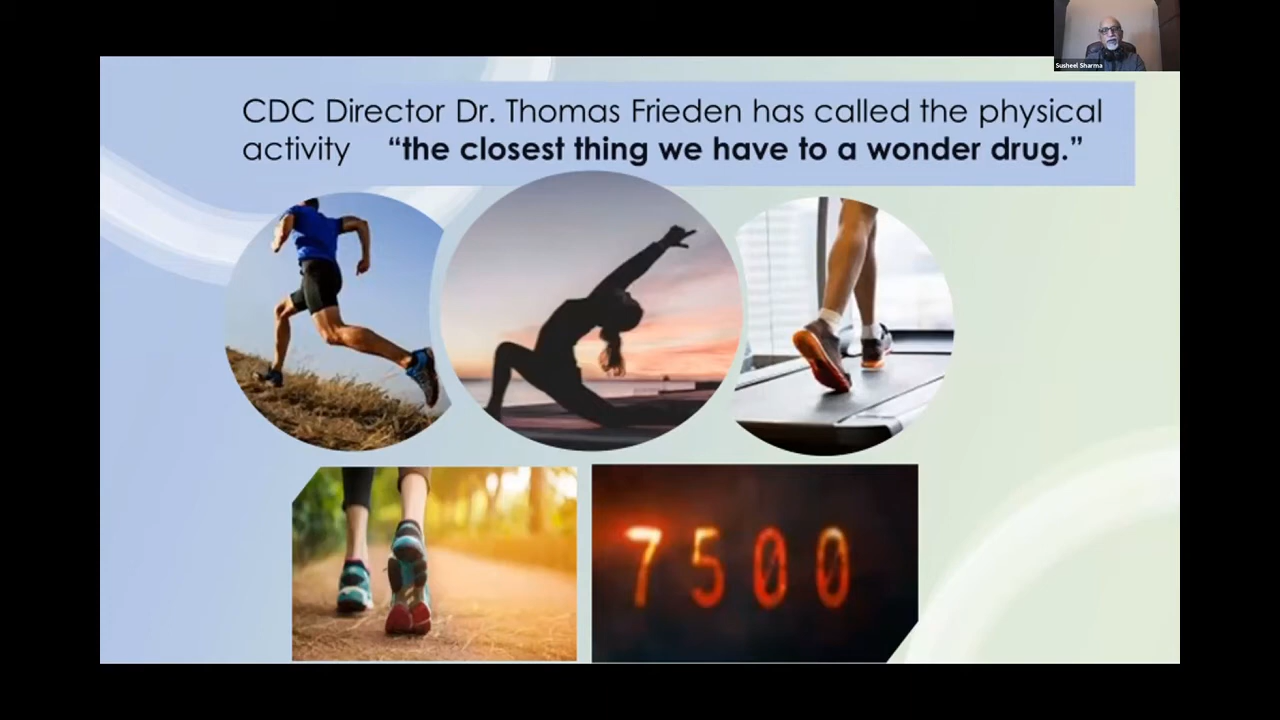 Susheel Sharma
CDC Director Dr. Thomas Frieden has called the physical
activity “the closest thing we have to a wonder drug.”
7500